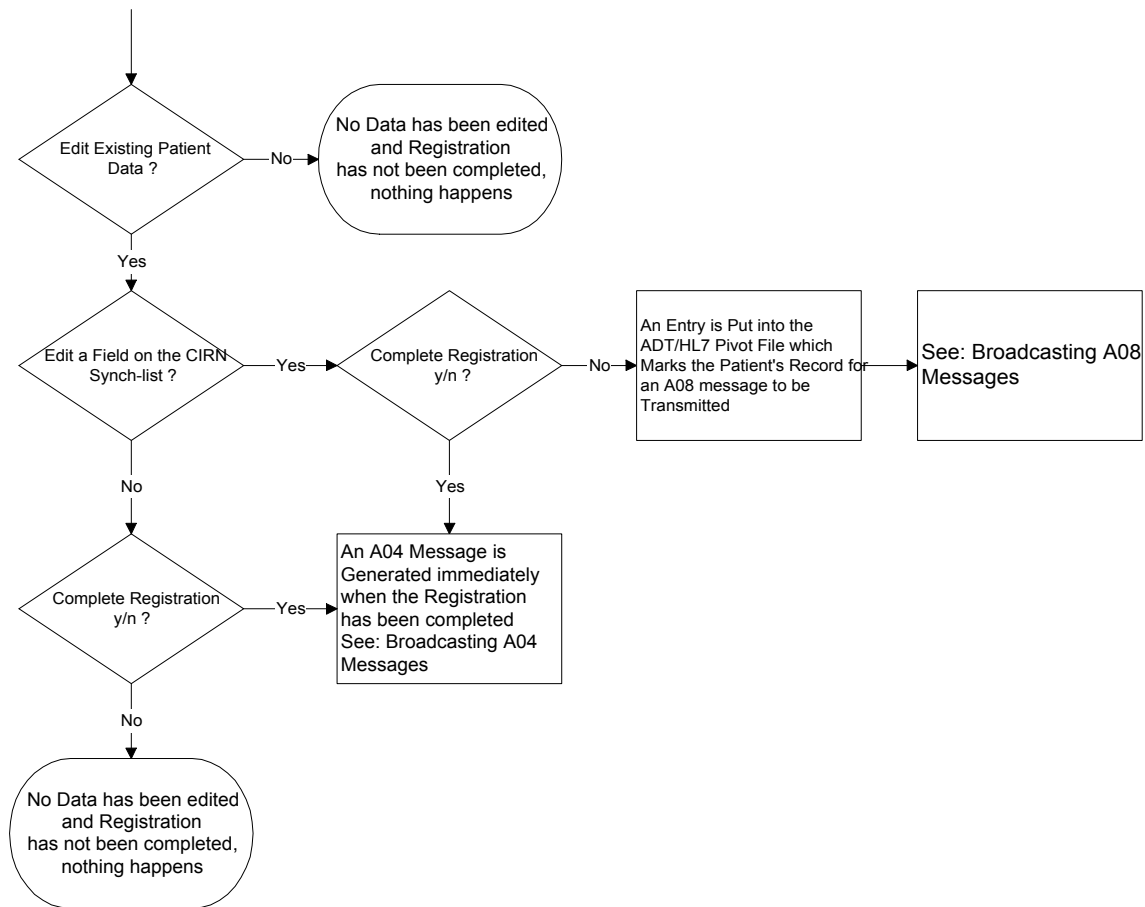 Edit Existing Patient
Data ?
No
No Data has been edited
and Registration
has not been completed,
nothing happens
Yes
Edit a Field on the CIRN
Synch-list ?
Yes
Complete Registration
y/n ?
No
An Entry is Put into the
ADT/HL7 Pivot File which
Marks the Patient's Record for
an A08 message to be
Transmitted
See: Broadcasting A08
Messages
No
Yes
Complete Registration
y/n ?
Yes
An A04 Message is
Generated immediately
when the Registration
has been completed
See: Broadcasting A04
Messages
No
No Data has been edited
and Registration
has not been completed,
nothing happens